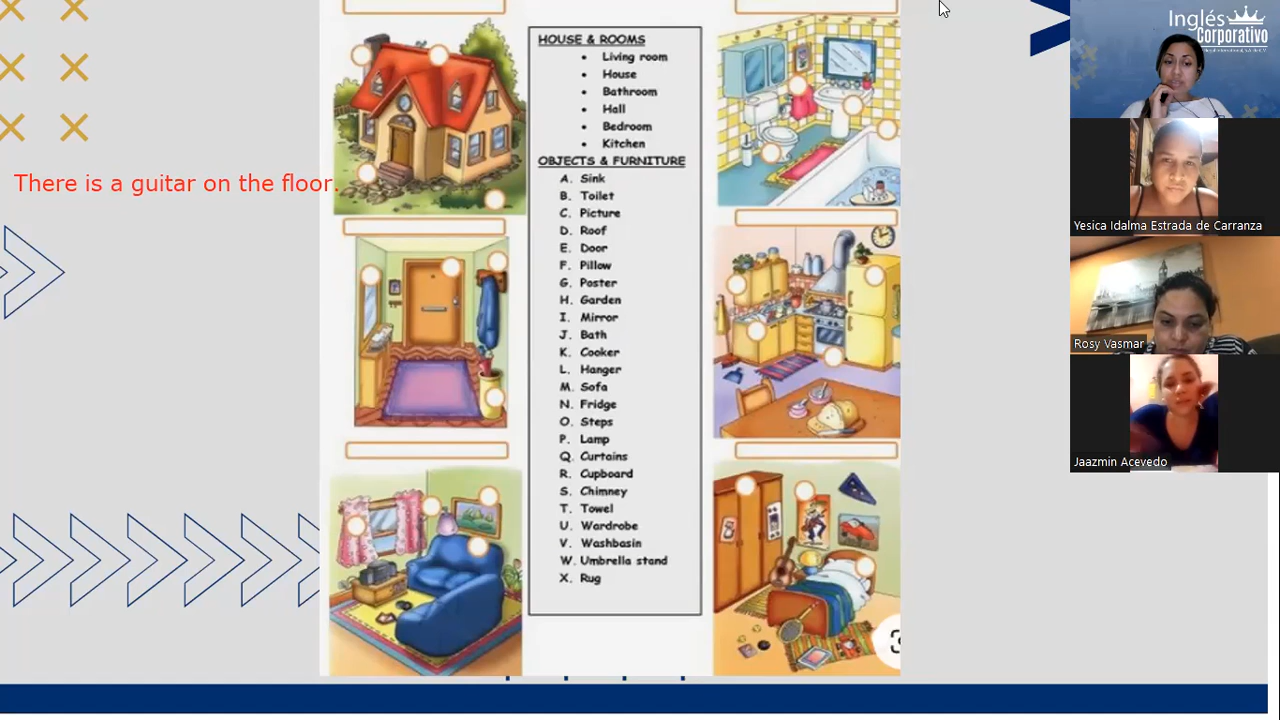 There is a guitar on the floor.
HOUSE & ROOMS
• Living room
• House
• Bathroom
• Hall
• Bedroom
• Kitchen
OBJECTS & FURNITURE
A. Sink
B. Toilet
C. Picture
D. Roof
E. Door
F. Pillow
G. Poster
H. Garden
I. Mirror
J. Bath
K. Cooker
L. Hanger
M. Sofa
N. Fridge
O. Steps
P. Lamp
Q. Curtains
R. Cupboard
S. Chimney
T. Towel
U. Wardrobe
V. Washbasin
W. Umbrella stand
X. Rug
Inglés
Corporativo
Yesica Idalma Estrada de Carranza
Rosy Vasmar
Jaazmin Acevedo